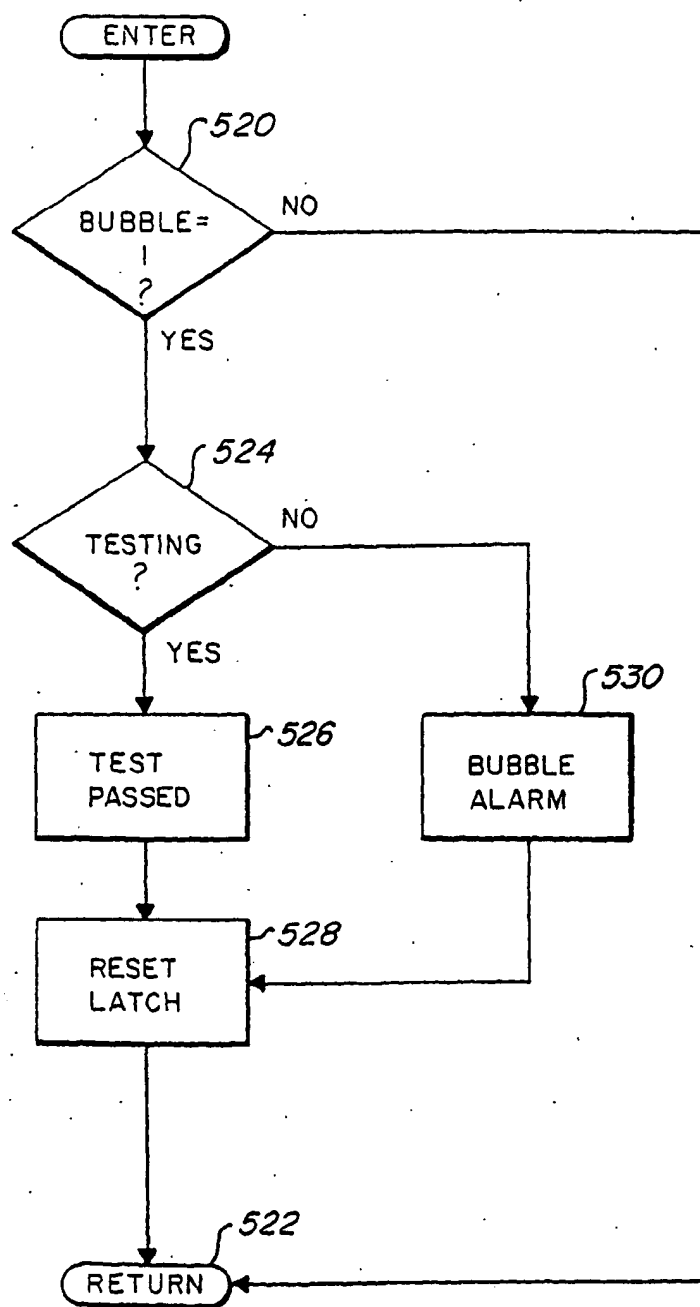 ENTER
520
BUBBLE=
1
?
NO
YES
524
TESTING
?
NO
YES
526
TEST
PASSED
530
BUBBLE
ALARM
528
RESET
LATCH
522
RETURN